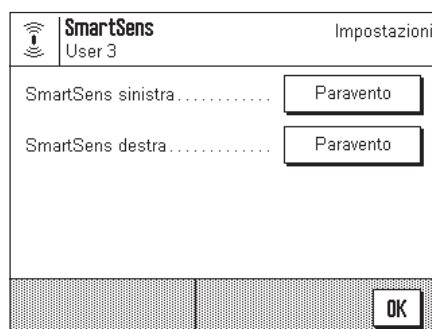 SmartSens Impostazioni
User 3
SmartSens sinistra............. Paravento
SmartSens destra.............. Paravento
OK